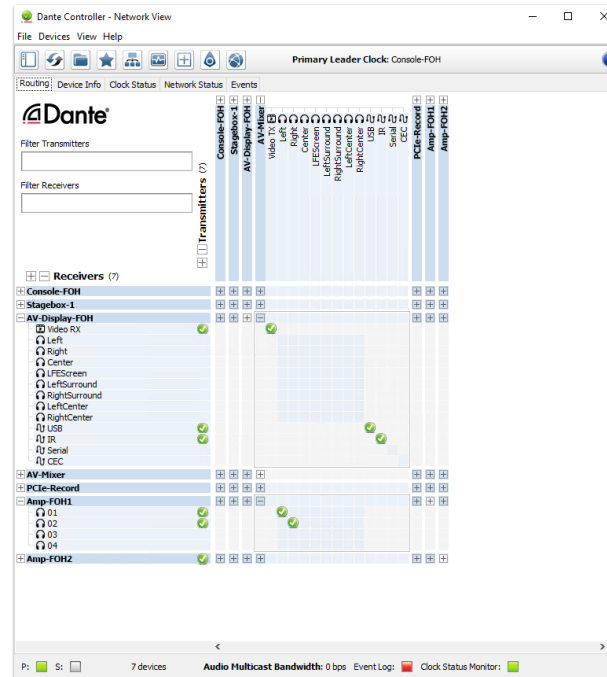 Dante Controller - Network View
File Devices View Help
Primary Leader Clock: Console-FOH
Routing Device Info Clock Status Network Status Events
Dante®
Filter Transmitters
Filter Receivers
Transmitters (7)
Console-FOH
Stagebox-1
AV-Display-FOH
AV-Mixer
Video TX
Left
Right
Center
LFEScreen
LeftSurround
RightSurround
LeftCenter
RightCenter
USB
IR
Serial
CEC
PCIe-Record
Amp-FOH1
Amp-FOH2
Receivers (7)
Console-FOH
Stagebox-1
AV-Display-FOH
Video RX
Left
Right
Center
LFEScreen
LeftSurround
RightSurround
LeftCenter
RightCenter
USB
IR
Serial
CEC
AV-Mixer
PCIe-Record
Amp-FOH1
01
02
03
04
Amp-FOH2
P: S: 7 devices Audio Multicast Bandwidth: 0 bps Event Log: Clock Status Monitor: